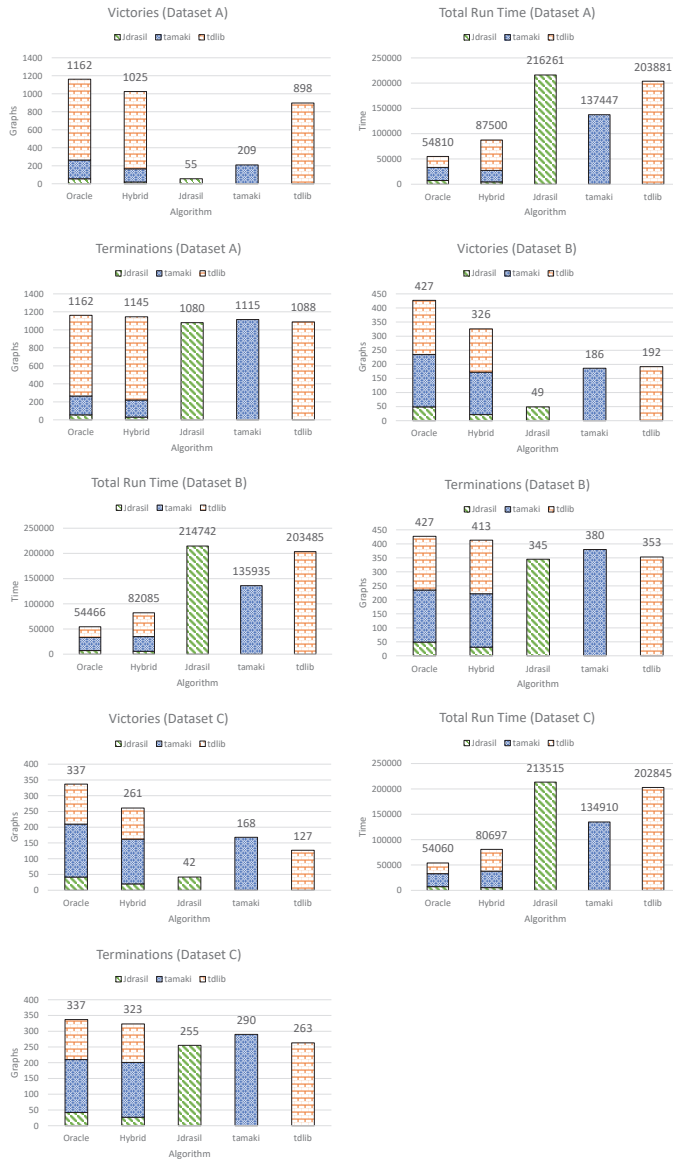 Victories (Dataset A)
Jdrasil tamaki tdlib
1400
1200
1000
800
600
400
200
0
Graphs
1162
1025
55
209
898
Oracle Hybrid Jdrasil tamaki tdlib
Algorithm
Total Run Time (Dataset A)
Jdrasil tamaki tdlib
250000
200000
150000
100000
50000
0
Time
54810
87500
216261
137447
203881
Oracle Hybrid Jdrasil tamaki tdlib
Algorithm
Terminations (Dataset A)
Jdrasil tamaki tdlib
1400
1200
1000
800
600
400
200
0
Graphs
1162 1145 1080 1115 1088
Oracle Hybrid Jdrasil tamaki tdlib
Algorithm
Victories (Dataset B)
Jdrasil tamaki tdlib
450
400
350
300
250
200
150
100
50
0
Graphs
427
326
49
186
192
Oracle Hybrid Jdrasil tamaki tdlib
Algorithm
Total Run Time (Dataset B)
Jdrasil tamaki tdlib
250000
200000
150000
100000
50000
0
Time
54466
82085
214742
135935
203485
Oracle Hybrid Jdrasil tamaki tdlib
Algorithm
Terminations (Dataset B)
Jdrasil tamaki tdlib
450
400
350
300
250
200
150
100
50
0
Graphs
427
413
345
380
353
Oracle Hybrid Jdrasil tamaki tdlib
Algorithm
Victories (Dataset C)
Jdrasil tamaki tdlib
400
350
300
250
200
150
100
50
0
Graphs
337
261
42
168
127
Oracle Hybrid Jdrasil tamaki tdlib
Algorithm
Total Run Time (Dataset C)
Jdrasil tamaki tdlib
250000
200000
150000
100000
50000
0
Time
54060
80697
213515
134910
202845
Oracle Hybrid Jdrasil tamaki tdlib
Algorithm
Terminations (Dataset C)
Jdrasil tamaki tdlib
400
350
300
250
200
150
100
50
0
Graphs
337
323
255
290
263
Oracle Hybrid Jdrasil tamaki tdlib
Algorithm